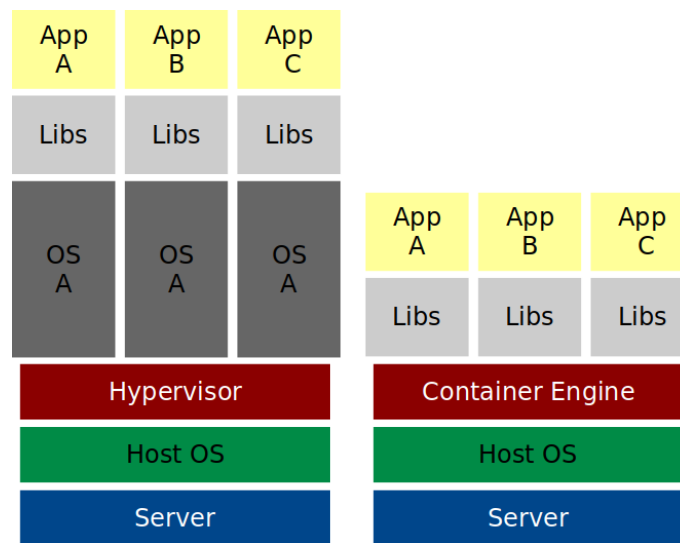 App
A
App
B
App
C
Libs
Libs
Libs
OS
A
OS
A
OS
A
Hypervisor
Host OS
Server
App
A
App
B
App
C
Libs
Libs
Libs
Container Engine
Host OS
Server